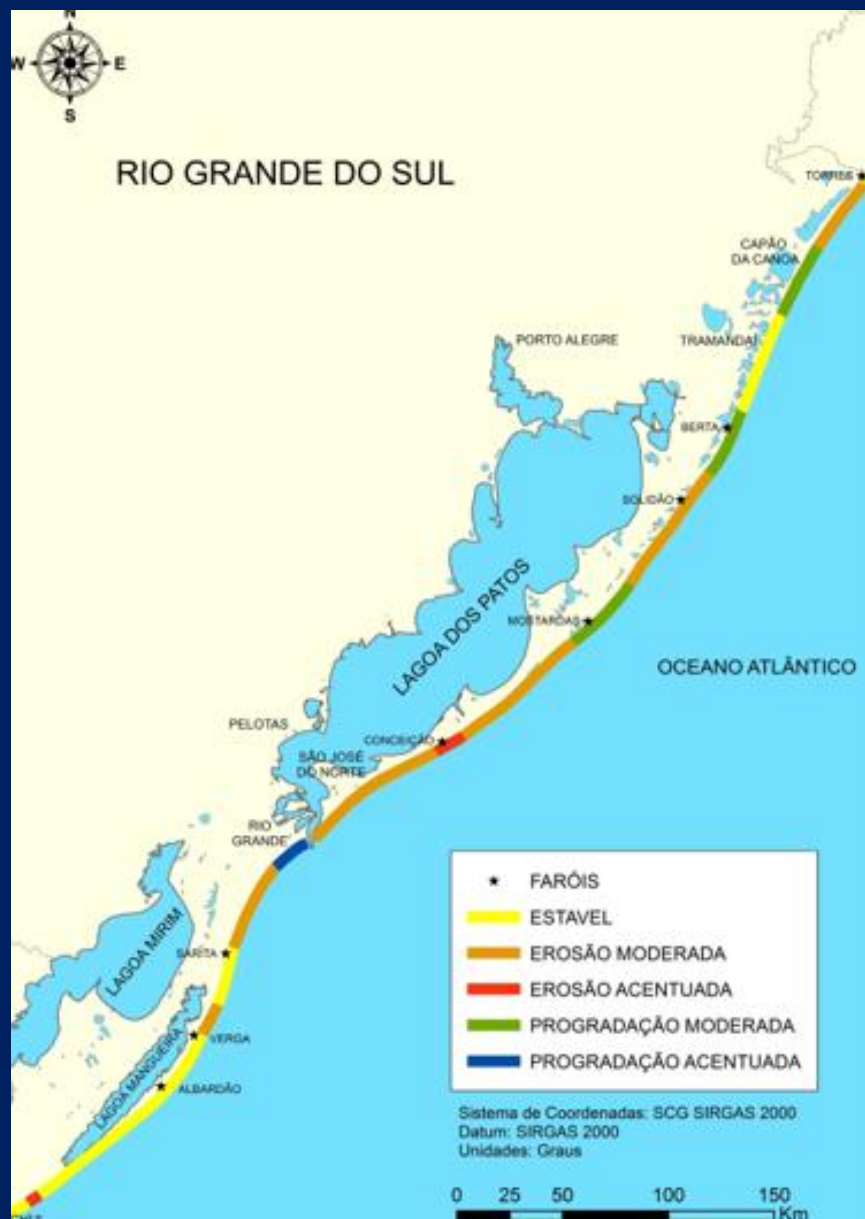 N
W
E
S
RIO GRANDE DO SUL
TORRES
CAPÃO
DA CANOA
PORTO ALEGRE
TRAMANDAÍ
BERTA
SOLIDÃO
LAGOA DOS PATOS
MOSTARDAS
OCEANO ATLÂNTICO
PELOTAS
CONCEIÇÃO
SÃO JOSÉ
DO NORTE
RIO
GRANDE
LAGOA MIRIM
SARITA
LAGOA MANGUEIRA
VERGA
ALBARDÃO
FARÓIS
ESTAVEL
EROSÃO MODERADA
EROSÃO ACENTUADA
PROGRADAÇÃO MODERADA
PROGRADAÇÃO ACENTUADA
Sistema de Coordenadas: SCG SIRGAS 2000
Datum: SIRGAS 2000
Unidades: Graus
0 25 50 100 150
Km